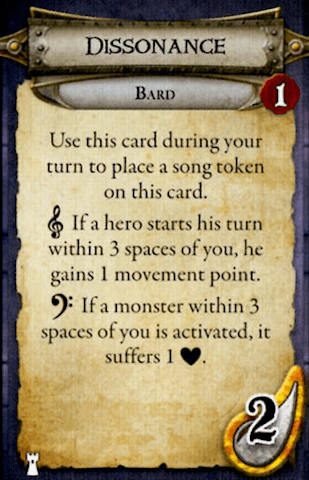 DISSONANCE
BARD
1
Use this card during your
turn to place a song token
on this card.
𝄞 If a hero starts his turn
within 3 spaces of you, he
gains 1 movement point.
𝄢 If a monster within 3
spaces of you is activated, it
suffers 1 ♥.
2